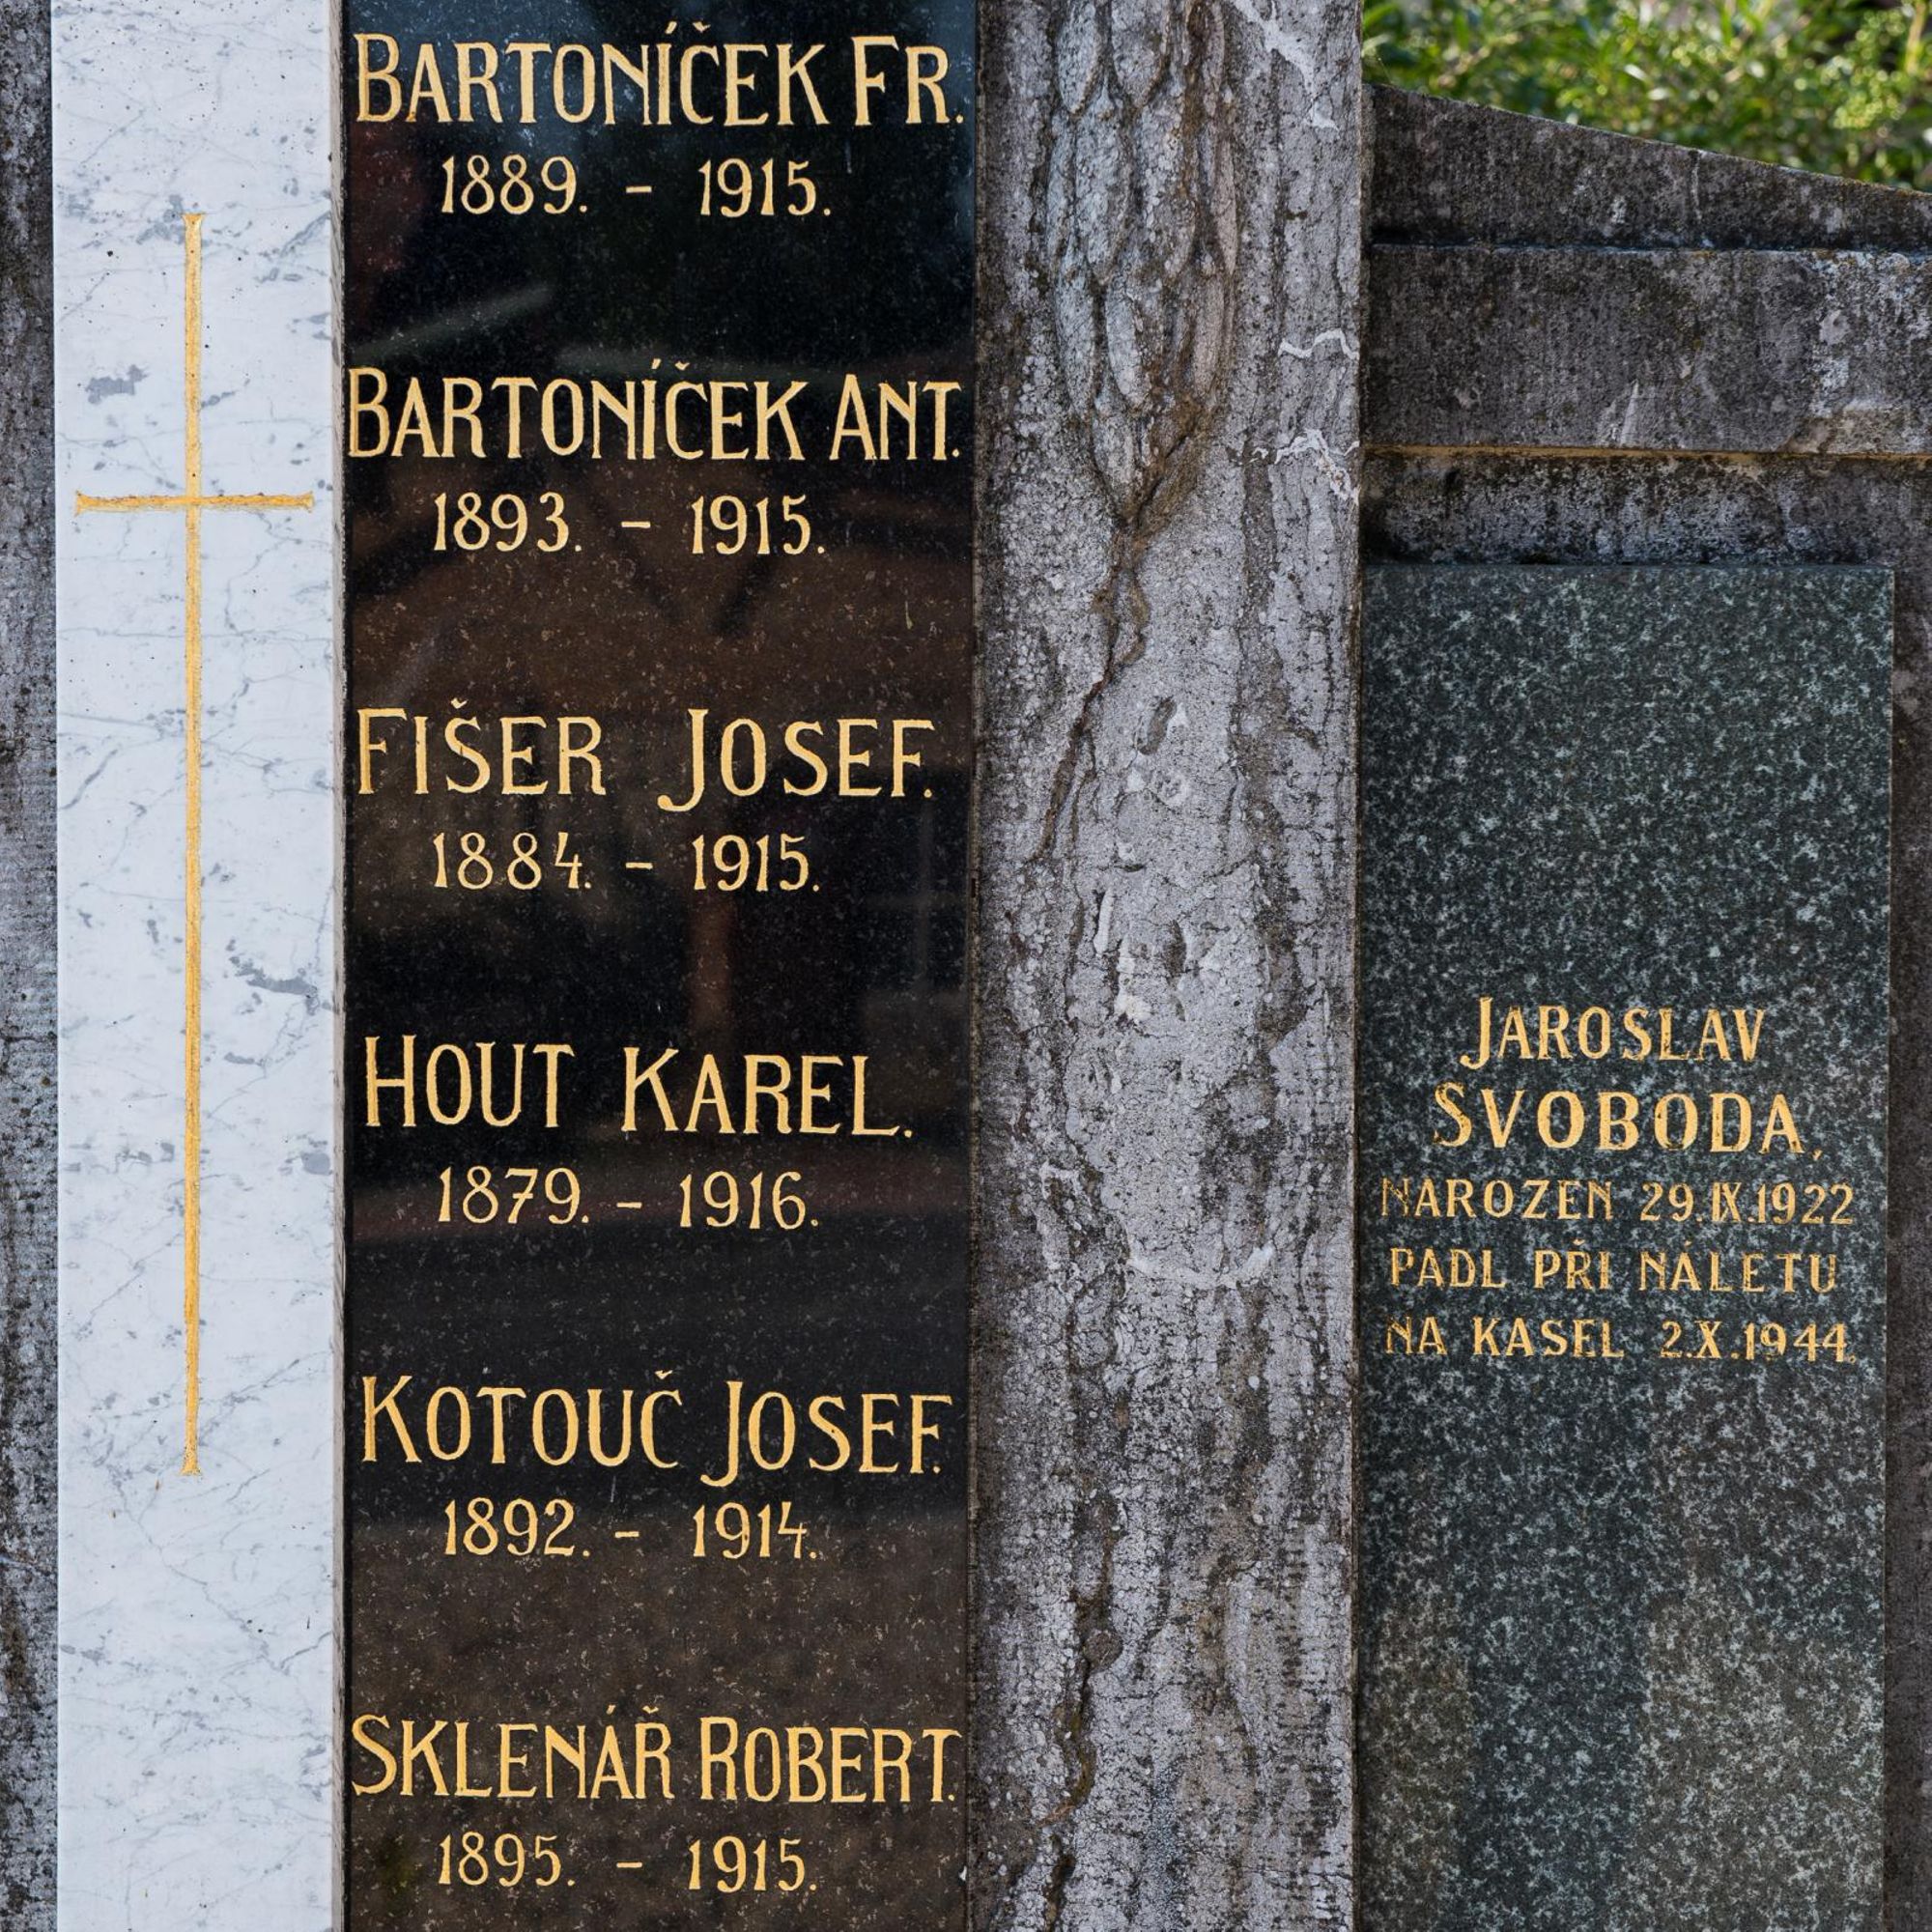 BARTONÍČEK FR.
1889. - 1915.
BARTONÍČEK ANT.
1893. - 1915.
FIŠER JOSEF.
1884. - 1915.
HOUT KAREL.
1879. - 1916.
KOTOUČ JOSEF.
1892. - 1914.
SKLENÁŘ ROBERT.
1895. - 1915.
JAROSLAV
SVOBODA,
NAROZEN 29.IX.1922
PADL PŘI NÁLETU
NA KASEL 2.X.1944.